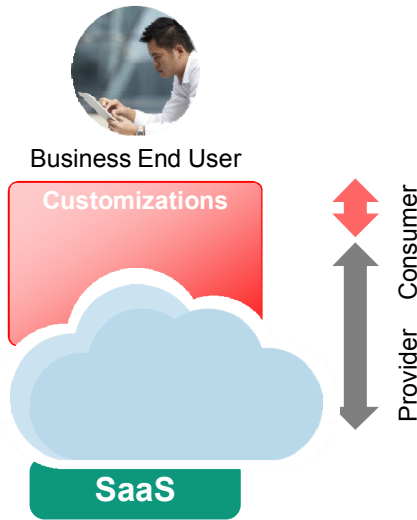 Business End User
Customizations
Consumer
Provider
SaaS